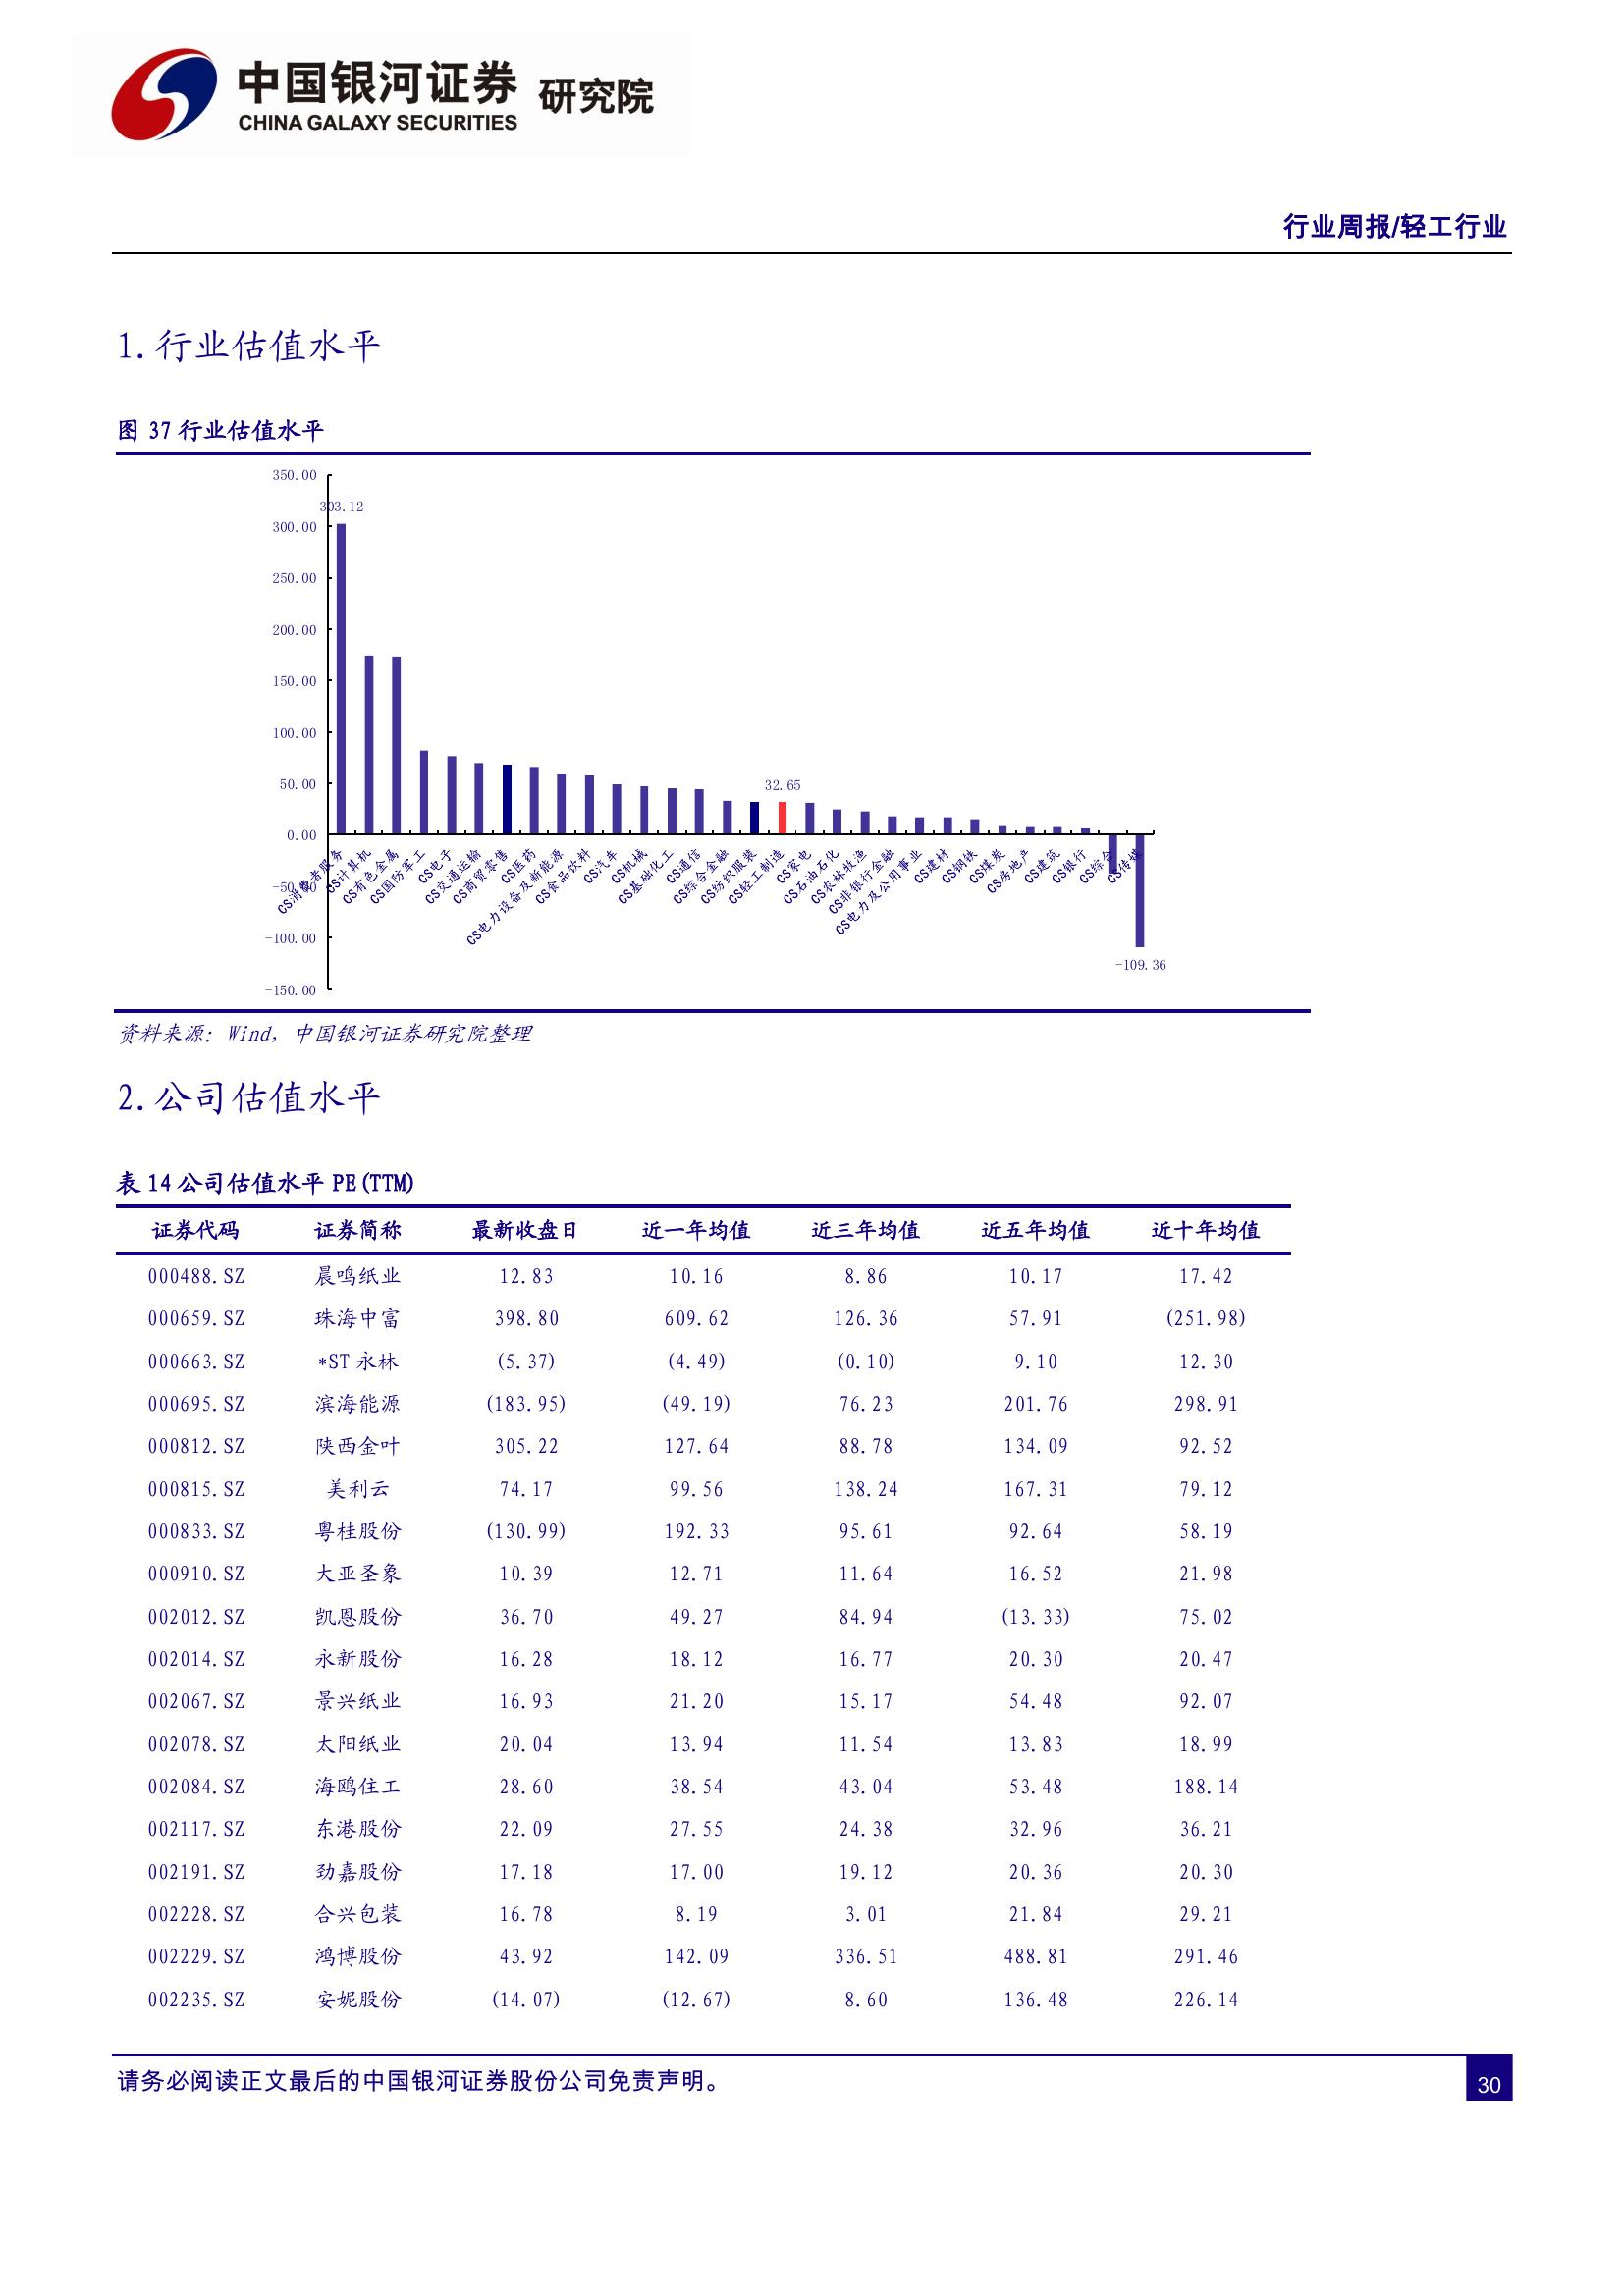 中国银河证券 研究院
CHINA GALAXY SECURITIES
行业周报/轻工行业
1.行业估值水平
图 37 行业估值水平
350.00
303.12
300.00
250.00
200.00
150.00
100.00
50.00
32.65
0.00
-50.00
-100.00
-109.36
-150.00
CS消费者服务
CS计算机
CS有色金属
CS国防军工
CS电子
CS交通运输
CS商贸零售
CS医药
CS电力设备及新能源
CS食品饮料
CS汽车
CS机械
CS基础化工
CS通信
CS综合金融
CS纺织服装
CS轻工制造
CS家电
CS石油石化
CS农林牧渔
CS非银行金融
CS电力及公用事业
CS建材
CS钢铁
CS煤炭
CS房地产
CS建筑
CS银行
CS综合
CS传媒
资料来源: Wind, 中国银河证券研究院整理
2.公司估值水平
表 14 公司估值水平 PE(TTM)
证券代码 证券简称 最新收盘日 近一年均值 近三年均值 近五年均值 近十年均值
000488.SZ 晨鸣纸业 12.83 10.16 8.86 10.17 17.42
000659.SZ 珠海中富 398.80 609.62 126.36 57.91 (251.98)
000663.SZ *ST 永林 (5.37) (4.49) (0.10) 9.10 12.30
000695.SZ 滨海能源 (183.95) (49.19) 76.23 201.76 298.91
000812.SZ 陕西金叶 305.22 127.64 88.78 134.09 92.52
000815.SZ 美利云 74.17 99.56 138.24 167.31 79.12
000833.SZ 粤桂股份 (130.99) 192.33 95.61 92.64 58.19
000910.SZ 大亚圣象 10.39 12.71 11.64 16.52 21.98
002012.SZ 凯恩股份 36.70 49.27 84.94 (13.33) 75.02
002014.SZ 永新股份 16.28 18.12 16.77 20.30 20.47
002067.SZ 景兴纸业 16.93 21.20 15.17 54.48 92.07
002078.SZ 太阳纸业 20.04 13.94 11.54 13.83 18.99
002084.SZ 海鸥住工 28.60 38.54 43.04 53.48 188.14
002117.SZ 东港股份 22.09 27.55 24.38 32.96 36.21
002191.SZ 劲嘉股份 17.18 17.00 19.12 20.36 20.30
002228.SZ 合兴包装 16.78 8.19 3.01 21.84 29.21
002229.SZ 鸿博股份 43.92 142.09 336.51 488.81 291.46
002235.SZ 安妮股份 (14.07) (12.67) 8.60 136.48 226.14
请务必阅读正文最后的中国银河证券股份公司免责声明。
30